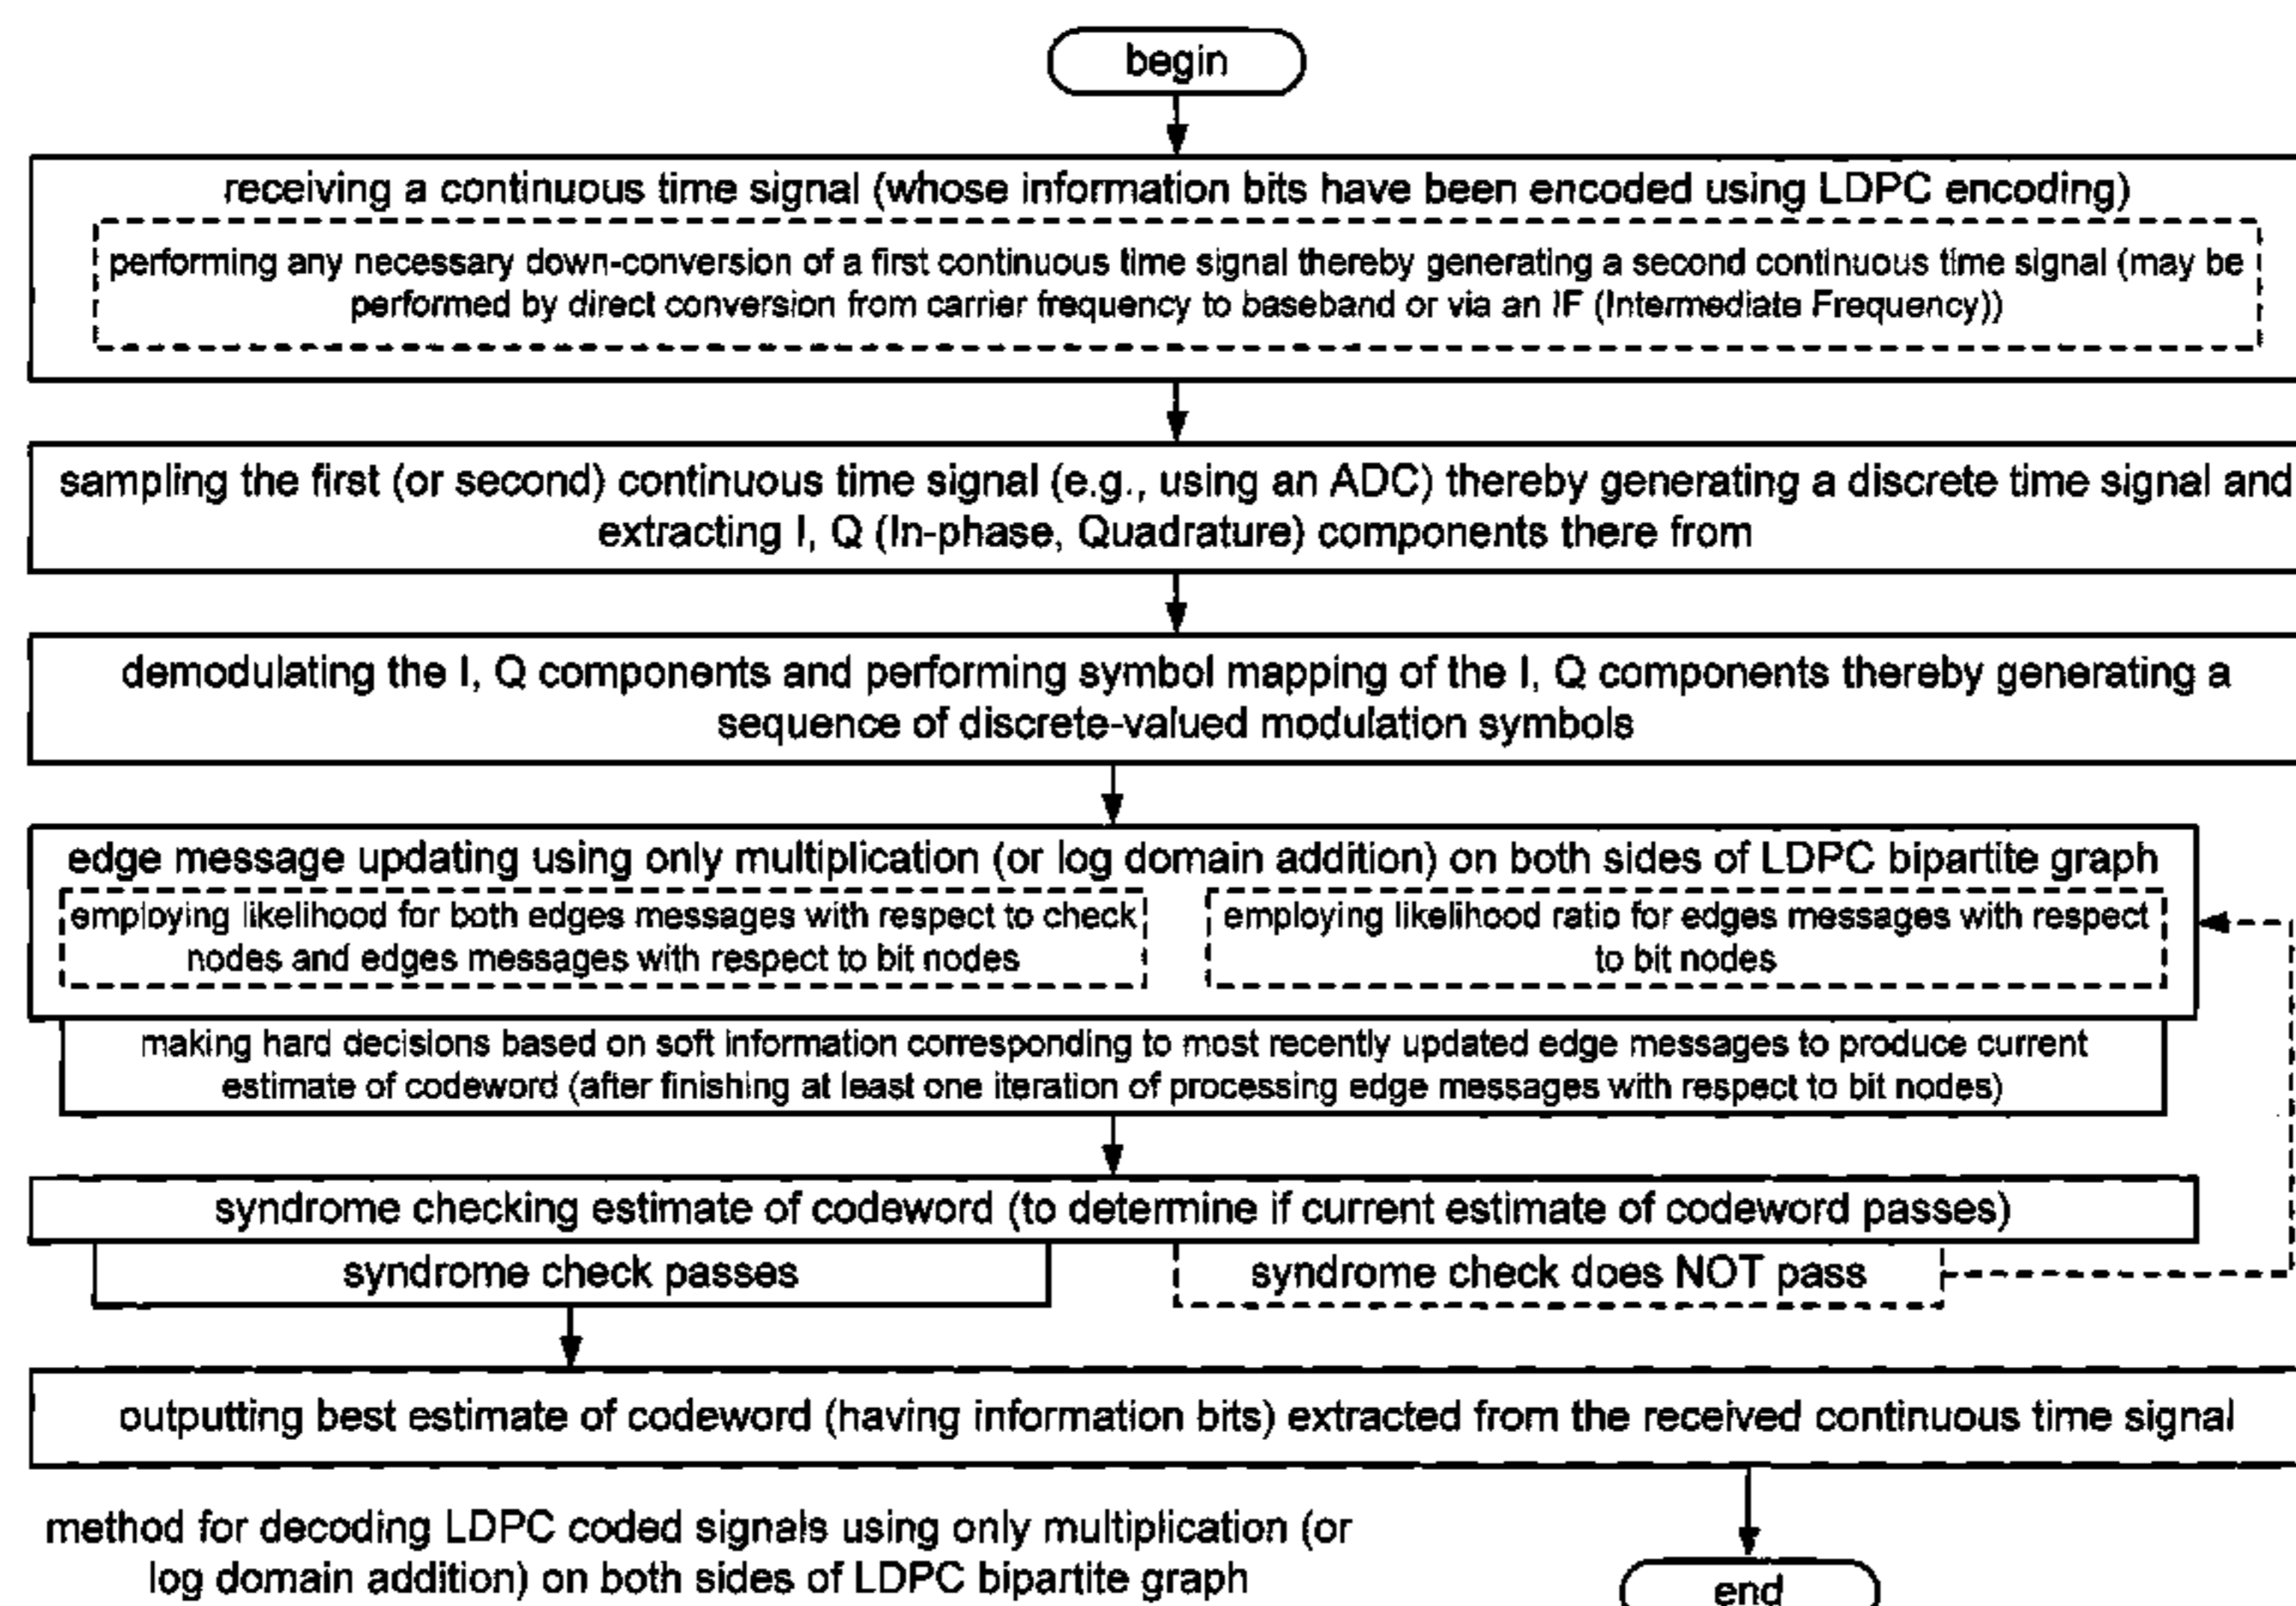 begin
receiving a continuous time signal (whose information bits have been encoded using LDPC encoding)
performing any necessary down-conversion of a first continuous time signal thereby generating a second continuous time signal (may be
performed by direct conversion from carrier frequency to baseband or via an IF (Intermediate Frequency))
sampling the first (or second) continuous time signal (e.g., using an ADC) thereby generating a discrete time signal and
extracting I, Q (In-phase, Quadrature) components there from
demodulating the I, Q components and performing symbol mapping of the I, Q components thereby generating a
sequence of discrete-valued modulation symbols
edge message updating using only multiplication (or log domain addition) on both sides of LDPC bipartite graph
employing likelihood for both edges messages with respect to check
nodes and edges messages with respect to bit nodes
employing likelihood ratio for edges messages with respect
to bit nodes
making hard decisions based on soft information corresponding to most recently updated edge messages to produce current
estimate of codeword (after finishing at least one iteration of processing edge messages with respect to bit nodes)
syndrome checking estimate of codeword (to determine if current estimate of codeword passes)
syndrome check passes
syndrome check does NOT pass
outputting best estimate of codeword (having information bits) extracted from the received continuous time signal
method for decoding LDPC coded signals using only multiplication (or
log domain addition) on both sides of LDPC bipartite graph
end